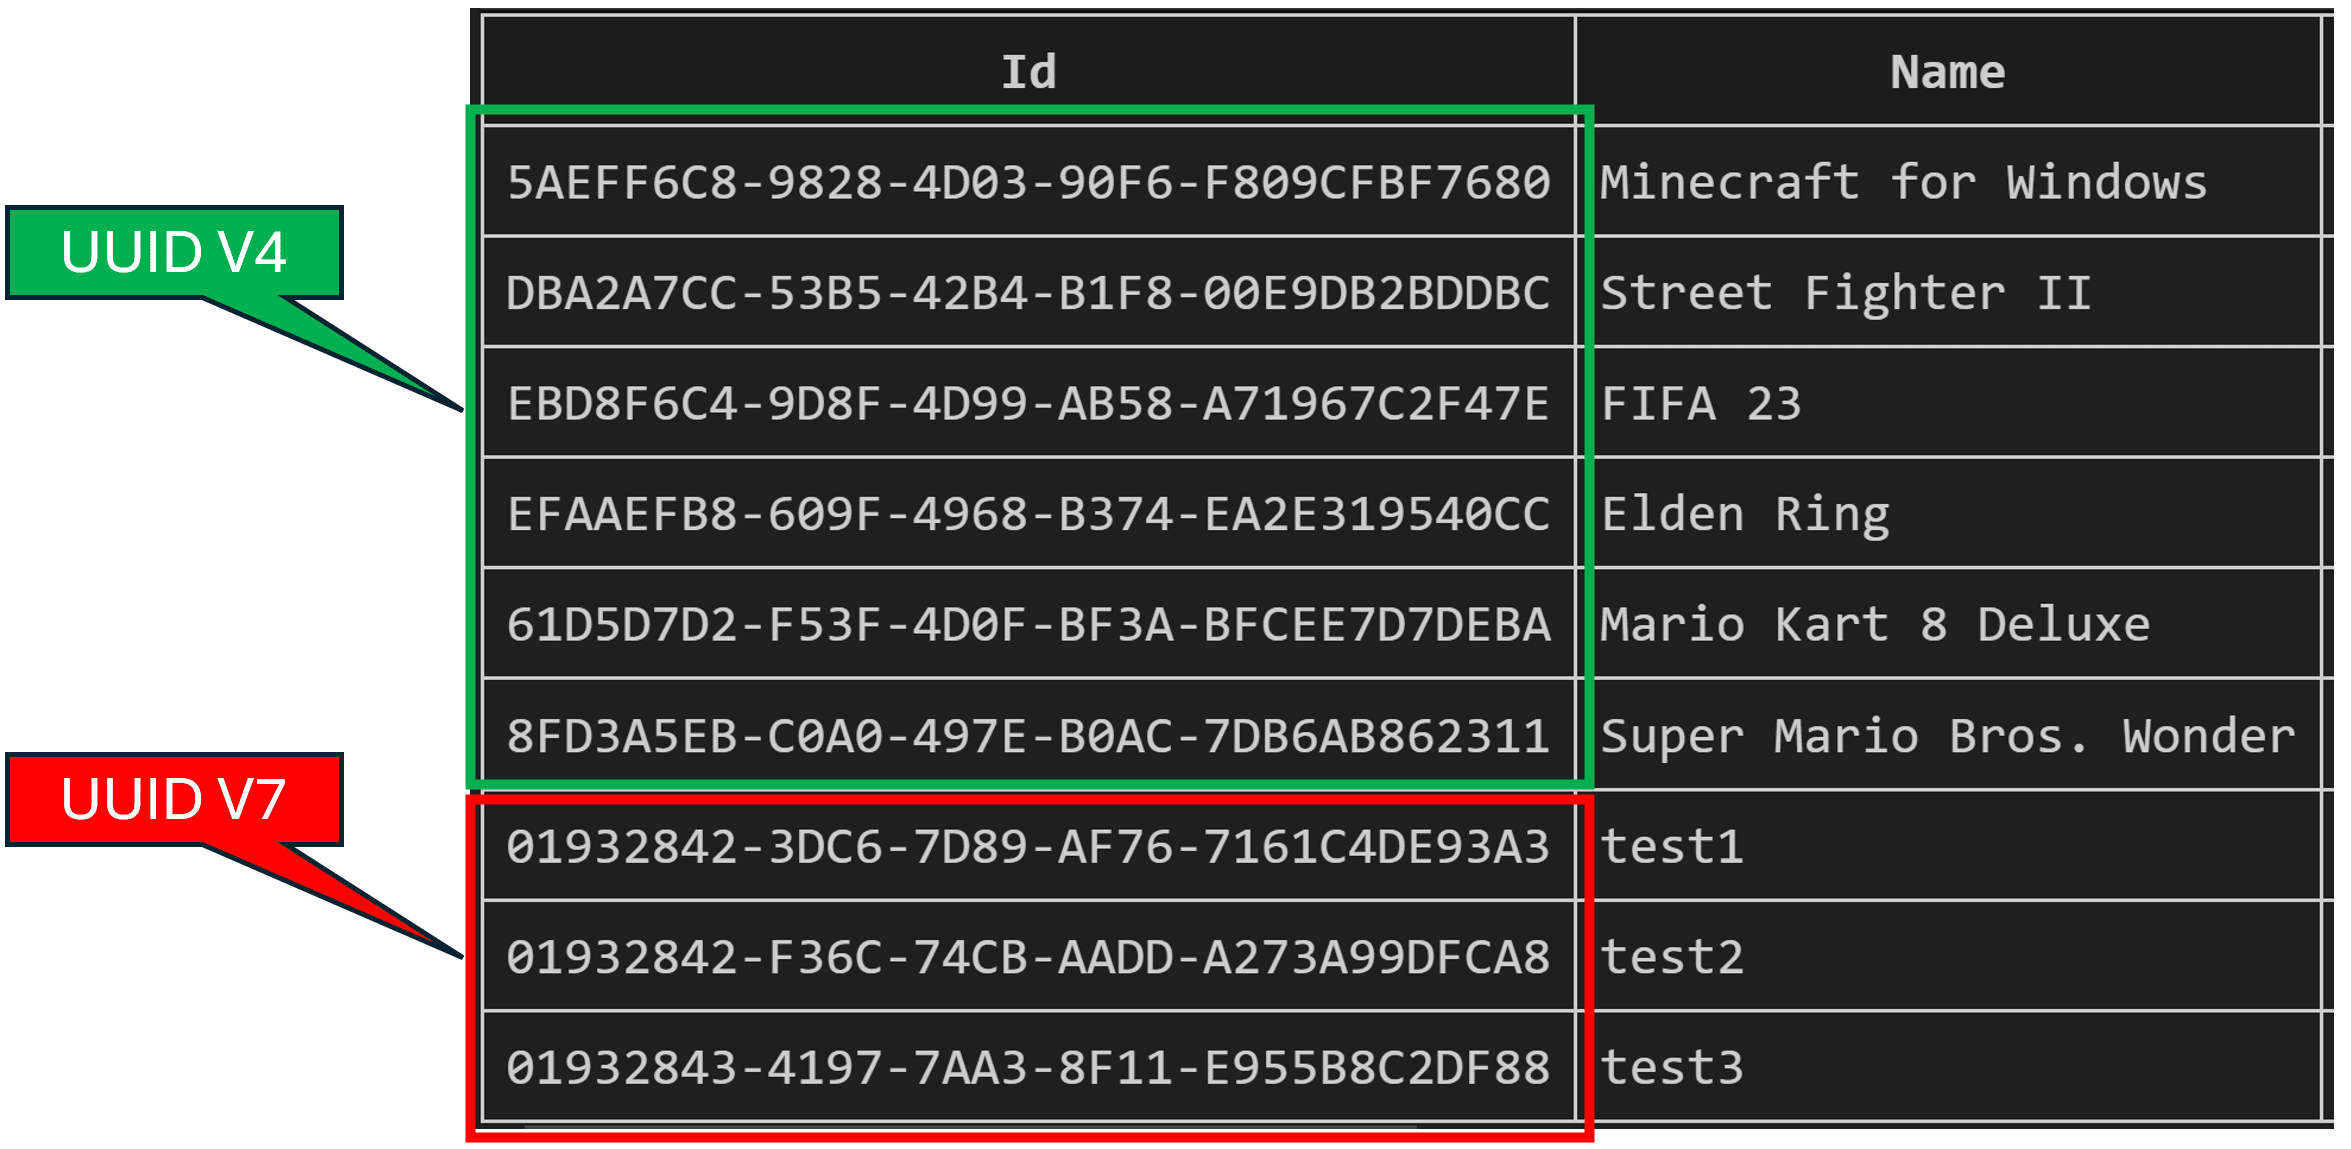 Id Name
5AEFF6C8-9828-4D03-90F6-F809CFBF7680 Minecraft for Windows
UUID V4
DBA2A7CC-53B5-42B4-B1F8-00E9DB2BDDBC Street Fighter II
EBD8F6C4-9D8F-4D99-AB58-A71967C2F47E FIFA 23
EFAAEFB8-609F-4968-B374-EA2E319540CC Elden Ring
61D5D7D2-F53F-4D0F-BF3A-BFCEE7D7DEBA Mario Kart 8 Deluxe
8FD3A5EB-C0A0-497E-B0AC-7DB6AB862311 Super Mario Bros. Wonder
UUID V7
01932842-3DC6-7D89-AF76-7161C4DE93A3 test1
01932842-F36C-74CB-AADD-A273A99DFCA8 test2
01932843-4197-7AA3-8F11-E955B8C2DF88 test3